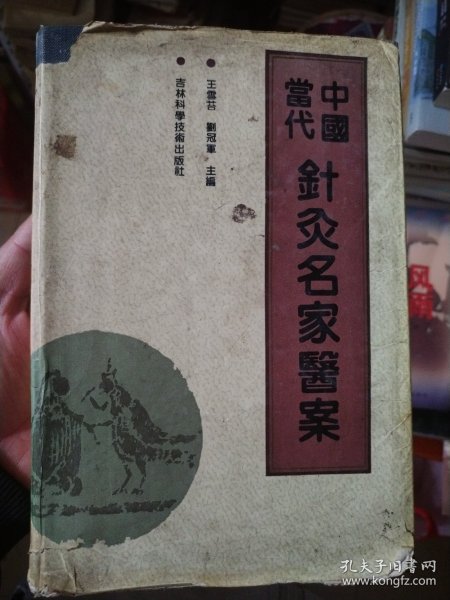 中國
當代
針灸名家醫案
王雪苔 劉冠軍 主編
吉林科學技術出版社
风
孔夫子旧书网
www.kongfz.com